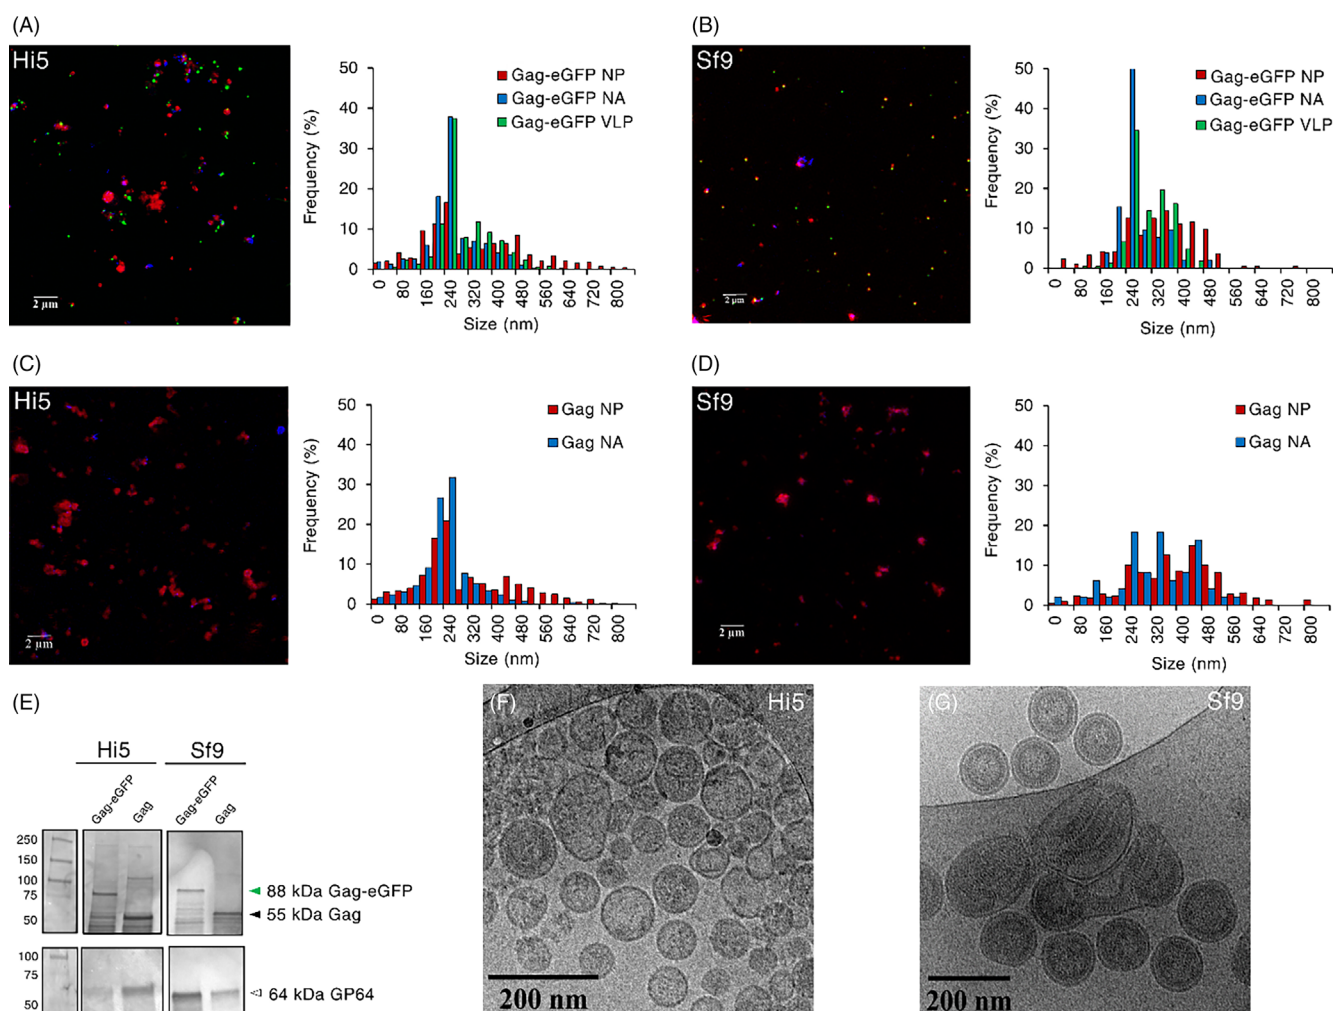 (A)
Hi5
2 µm
Frequency (%)
50
40
30
20
10
0
Gag-eGFP NP
Gag-eGFP NA
Gag-eGFP VLP
0 80 160 240 320 400 480 560 640 720 800
Size (nm)
(B)
Sf9
2 µm
Frequency (%)
50
40
30
20
10
0
Gag-eGFP NP
Gag-eGFP NA
Gag-eGFP VLP
0 80 160 240 320 400 480 560 640 720 800
Size (nm)
(C)
Hi5
2 µm
Frequency (%)
50
40
30
20
10
0
Gag NP
Gag NA
0 80 160 240 320 400 480 560 640 720 800
Size (nm)
(D)
Sf9
2 µm
Frequency (%)
50
40
30
20
10
0
Gag NP
Gag NA
0 80 160 240 320 400 480 560 640 720 800
Size (nm)
(E)
Hi5 Sf9
Gag-eGFP Gag Gag-eGFP Gag
250
150
100
75
50
88 kDa Gag-eGFP
55 kDa Gag
100
75
50
64 kDa GP64
(F)
Hi5
200 nm
(G)
Sf9
200 nm